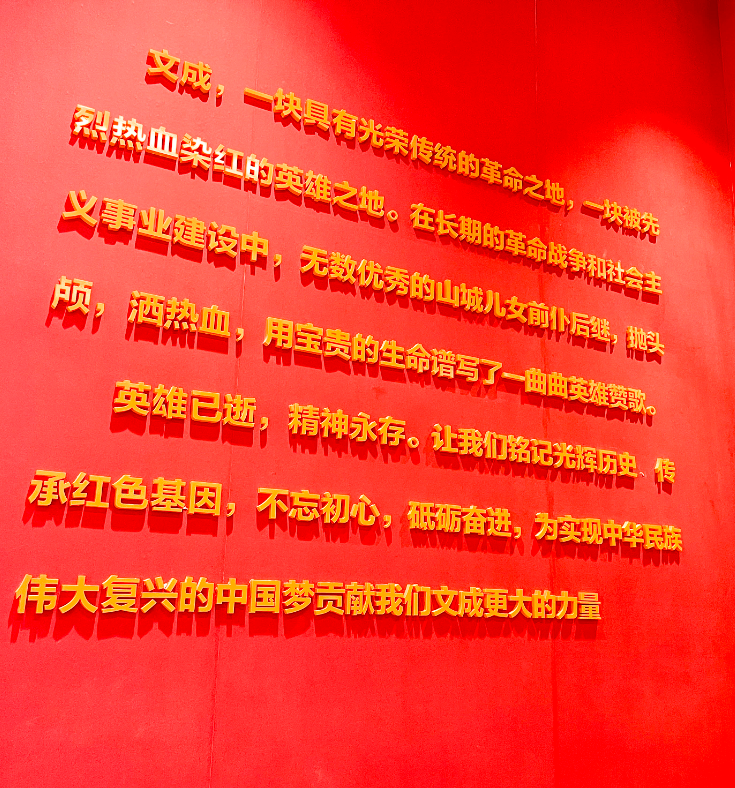 文成，一块具有光荣传统的革命之地，一块被先
烈热血染红的英雄之地。在长期的革命战争和社会主
义事业建设中，无数优秀的山城儿女前仆后继，抛头
颅，洒热血，用宝贵的生命谱写了一曲曲英雄赞歌。
英雄已逝，精神永存。让我们铭记光辉历史、传
承红色基因，不忘初心，砥砺奋进，为实现中华民族
伟大复兴的中国梦贡献我们文成更大的力量